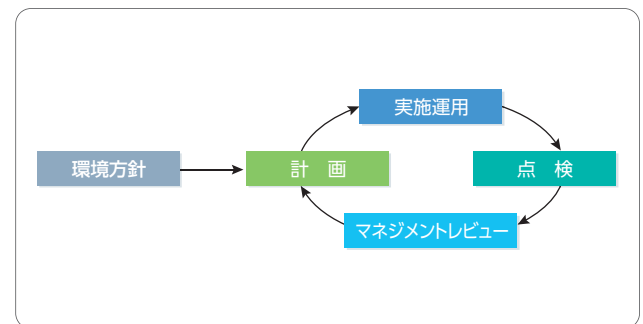 実施運用
環境方針
計　画
点　検
マネジメントレビュー